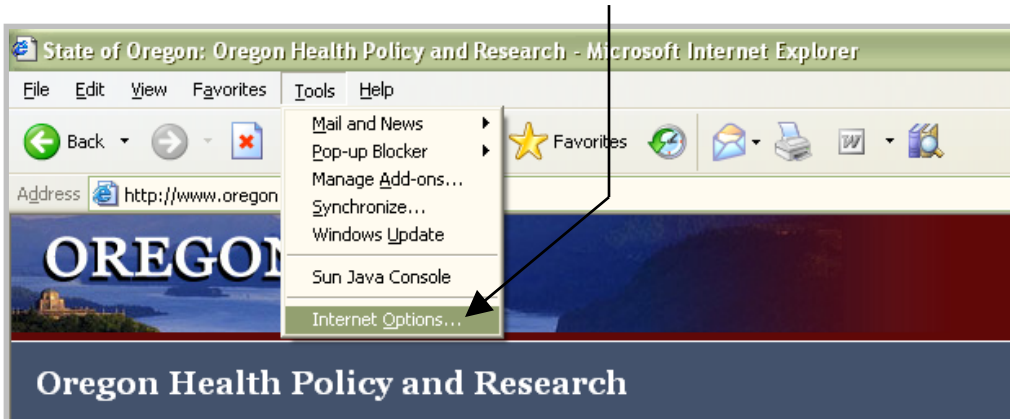 State of Oregon: Oregon Health Policy and Research - Microsoft Internet Explorer
File Edit View Favorites Tools Help
Mail and News
Back Favorites
Pop-up Blocker
Manage Add-ons...
Address http://www.oregon
Synchronize...
Windows Update
OREGON
Sun Java Console
Internet Options...
Oregon Health Policy and Research